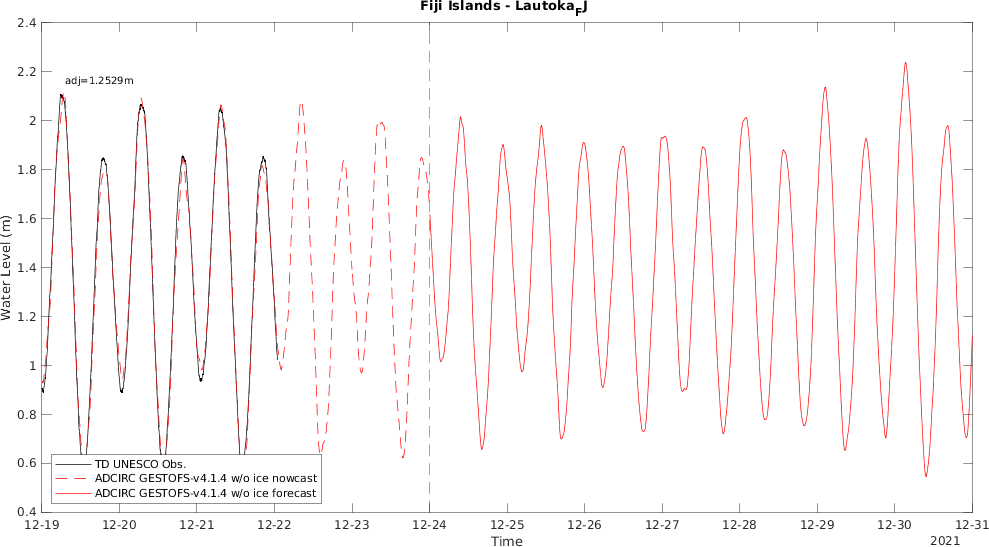 Fiji Islands - Lautoka_FJ
2.4
2.2
2
1.8
1.6
1.4
1.2
1
0.8
0.6
0.4
Water Level (m)
adj=1.2529m
TD UNESCO Obs.
ADCIRC GESTOFS-v4.1.4 w/o ice nowcast
ADCIRC GESTOFS-v4.1.4 w/o ice forecast
12-19 12-20 12-21 12-22 12-23 12-24 12-25 12-26 12-27 12-28 12-29 12-30 12-31
Time
2021